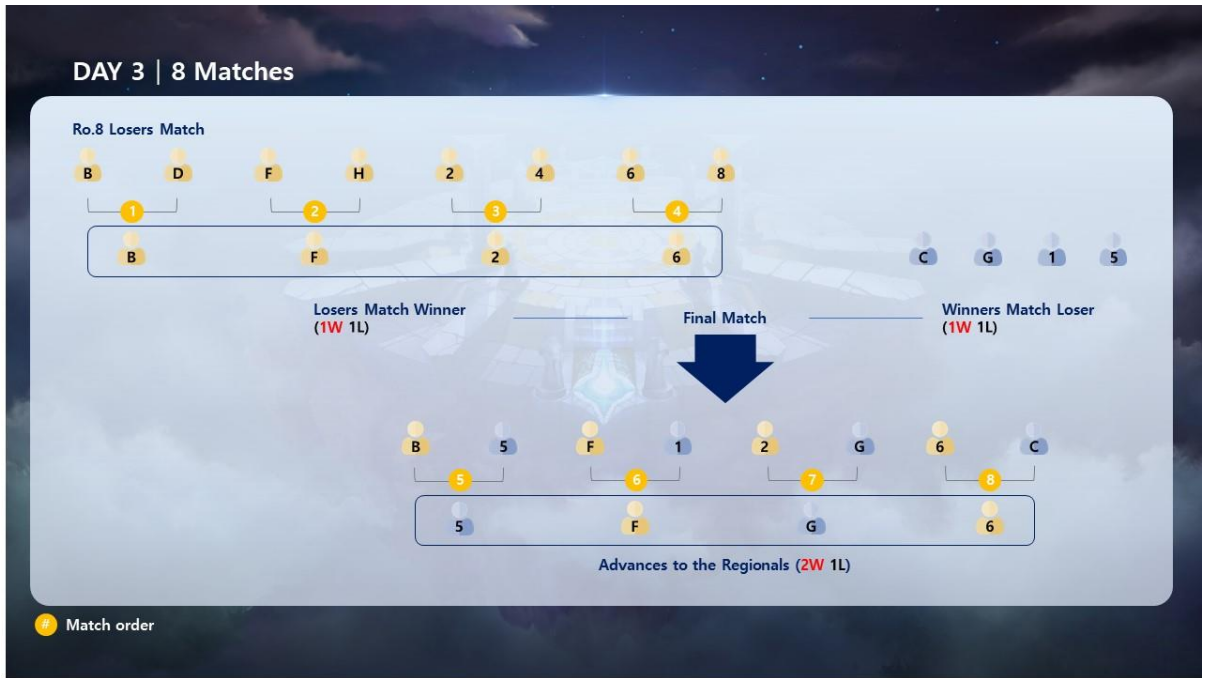 DAY 3 | 8 Matches
Ro.8 Losers Match
B D F H 2 4 6 8
1 2 3 4
B F 2 6 C G 1 5
Losers Match Winner
(1W 1L)
Final Match
Winners Match Loser
(1W 1L)
B 5 F 1 2 G 6 C
5 6 7 8
5 F G 6
Advances to the Regionals (2W 1L)
# Match order